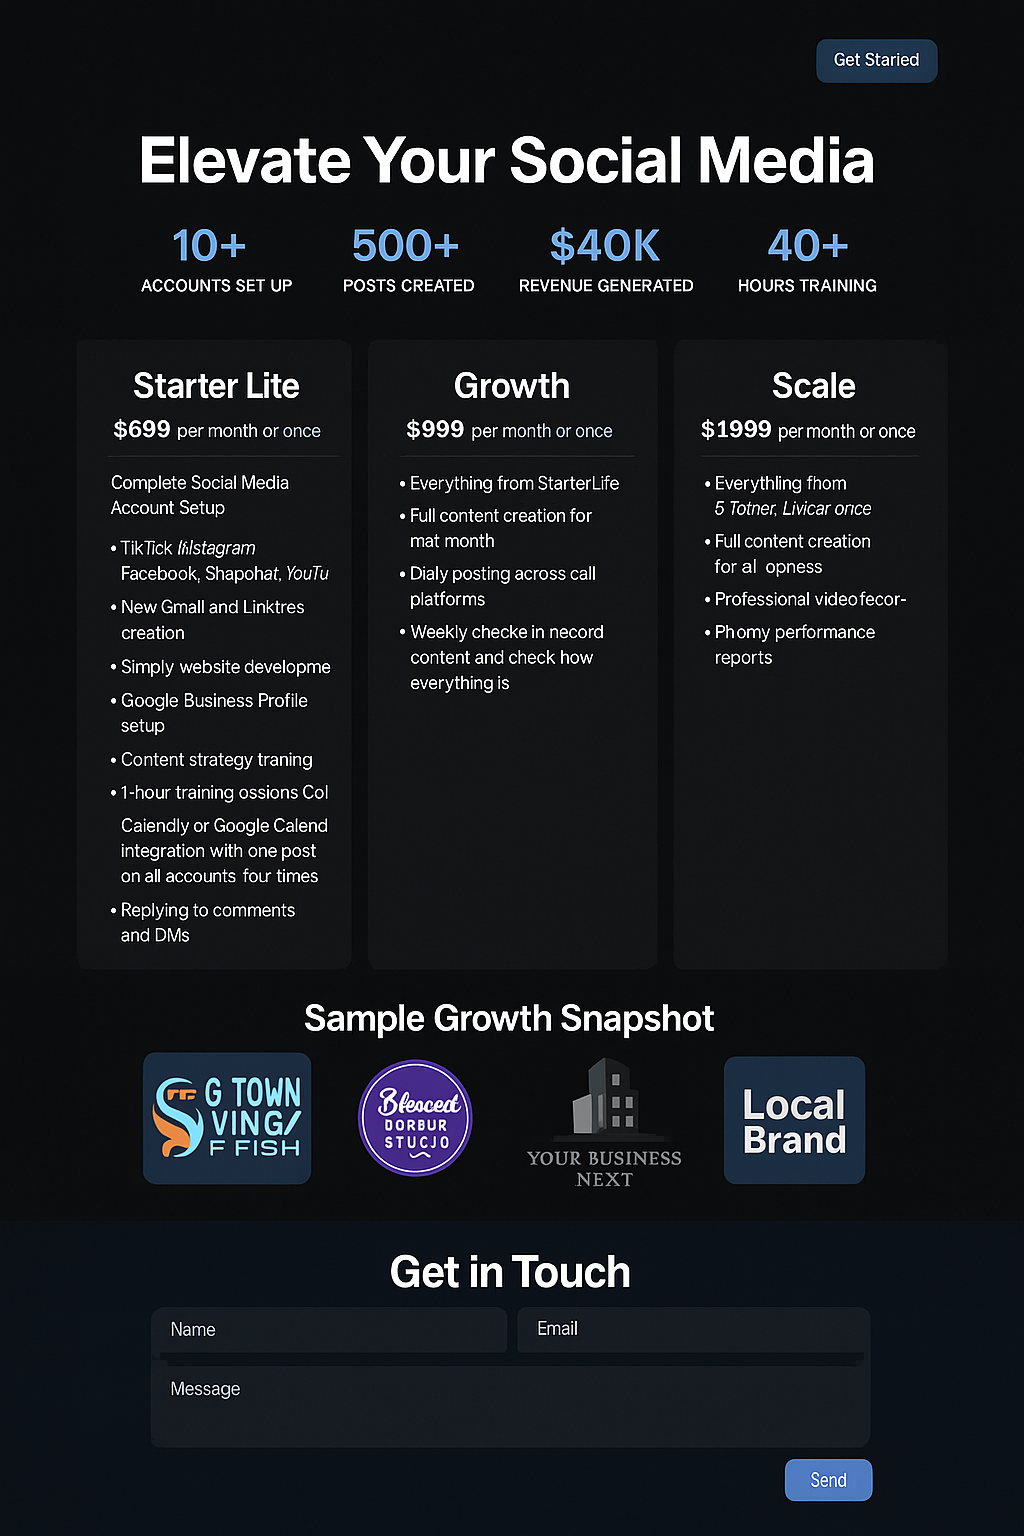 Get Staried
Elevate Your Social Media
10+
ACCOUNTS SET UP
500+
POSTS CREATED
$40K
REVENUE GENERATED
40+
HOURS TRAINING
Starter Lite
$699 per month or once
Complete Social Media
Account Setup
• TikTick Ifilstagram
Facebook, Shapohat, YouTu
• New Gmall and Linktres
creation
• Simply website developme
• Google Business Profile
setup
• Content strategy traning
• 1-hour training ossions Col
Caiendly or Google Calend
integration with one post
on all accounts four times
• Replying to comments
and DMs
Growth
$999 per month or once
• Everything from StarterLife
• Full content creation for
mat month
• Dialy posting across call
platforms
• Weekly checke in necord
content and check how
everything is
Scale
$1999 per month or once
• Everythling fhom
5 Totner, Livicar once
• Full content creation
for al opness
• Professional video fecor-
• Phomy performance
reports
Sample Growth Snapshot
G TOWN
VING/
F FISH
Blesced
DORBUR
STUCJO
YOUR BUSINESS
NEXT
Local
Brand
Get in Touch
Name
Email
Message
Send